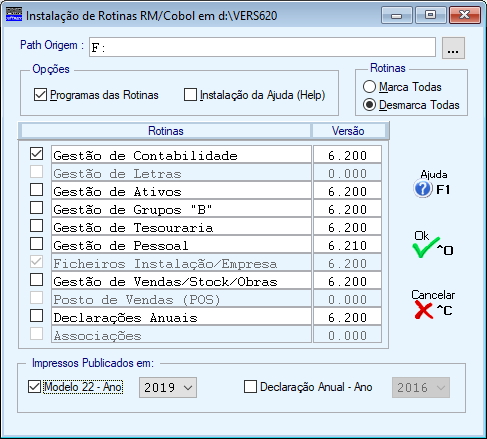 Instalação de Rotinas RM/Cobol em d:\VERS620
Path Origem : F: ...
Opções
Programas das Rotinas Instalação da Ajuda (Help)
Rotinas
Marca Todas
Desmarca Todas
Rotinas Versão
Gestão de Contabilidade 6.200
Gestão de Letras 0.000
Gestão de Ativos 6.200
Gestão de Grupos "B" 6.200
Gestão de Tesouraria 6.200
Gestão de Pessoal 6.210
Ficheiros Instalação/Empresa 6.200
Gestão de Vendas/Stock/Obras 6.200
Posto de Vendas (POS) 0.000
Declarações Anuais 6.200
Associações 0.000
Ajuda
F1
Ok
^O
Cancelar
^C
Impressos Publicados em:
Modelo 22 - Ano 2019 Declaração Anual - Ano 2016